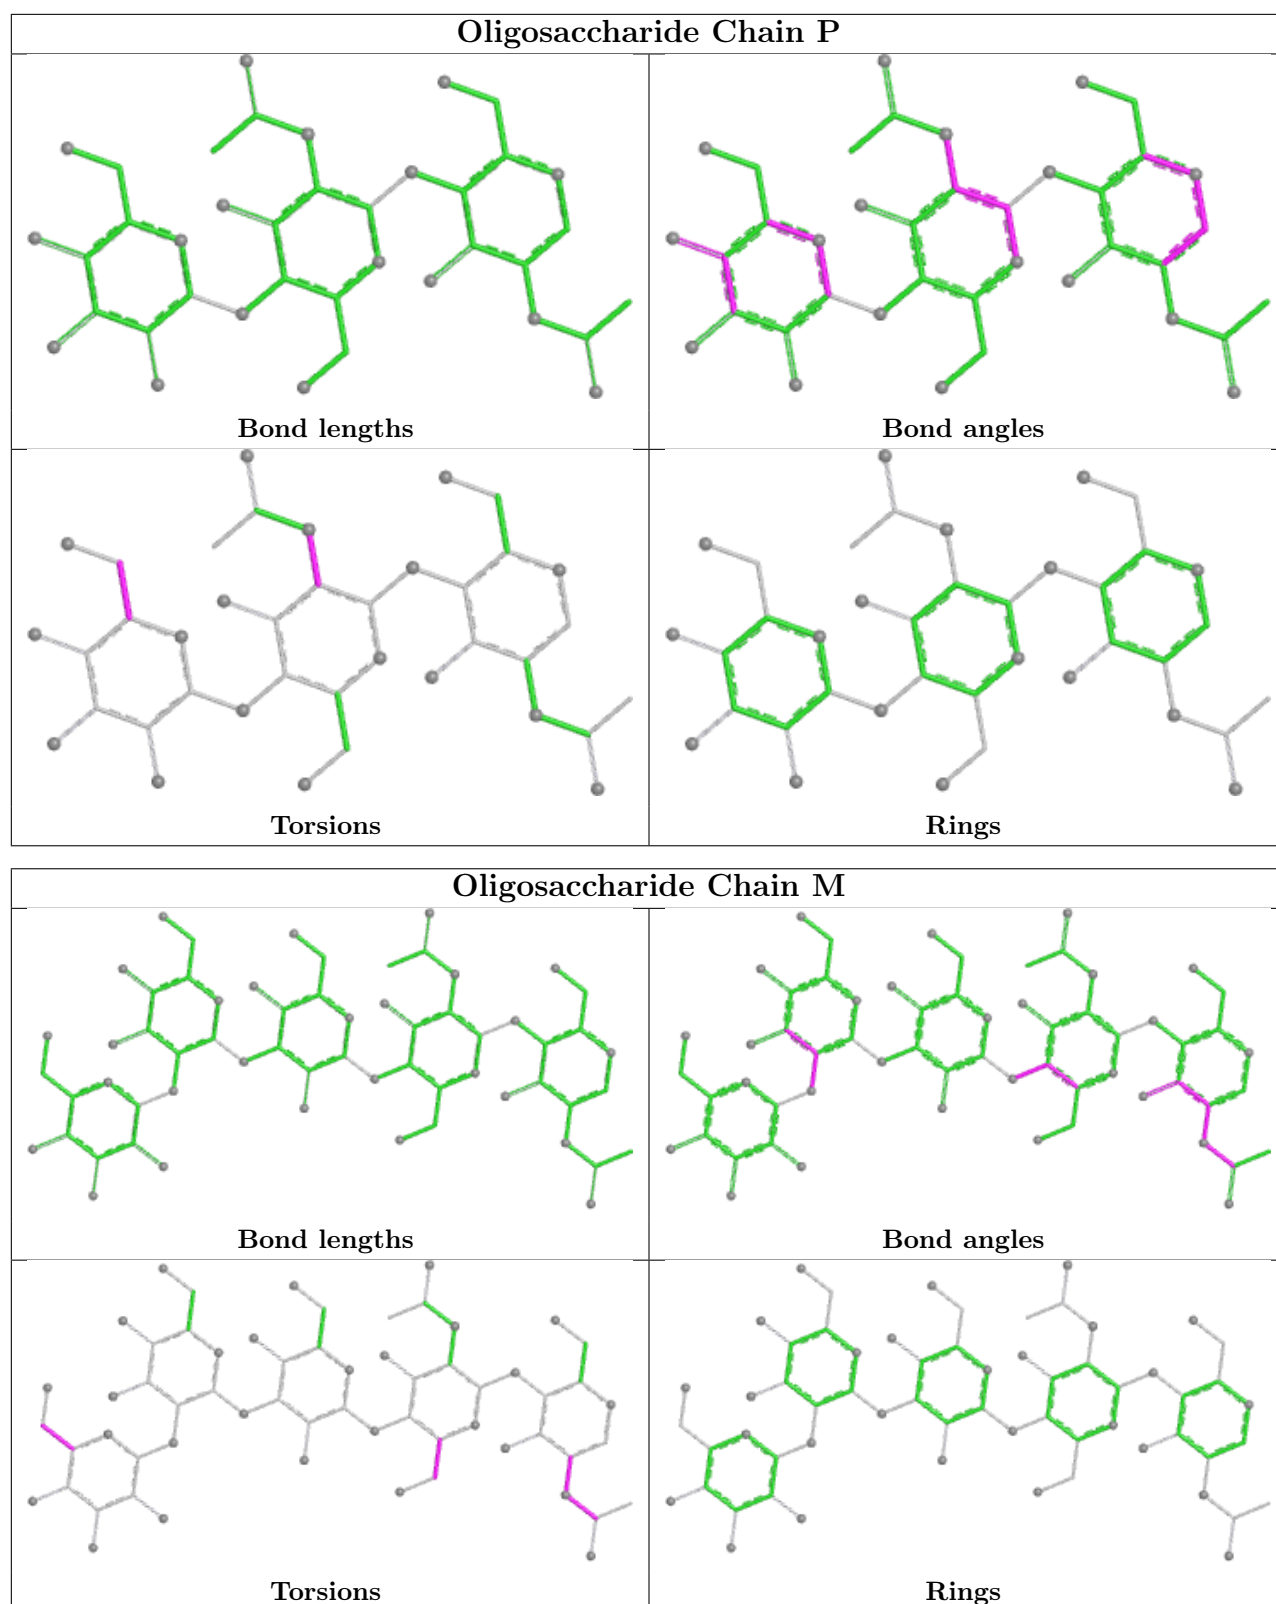 Oligosaccharide Chain P
Bond lengths
Bond angles
Torsions
Rings
Oligosaccharide Chain M
Bond lengths
Bond angles
Torsions
Rings